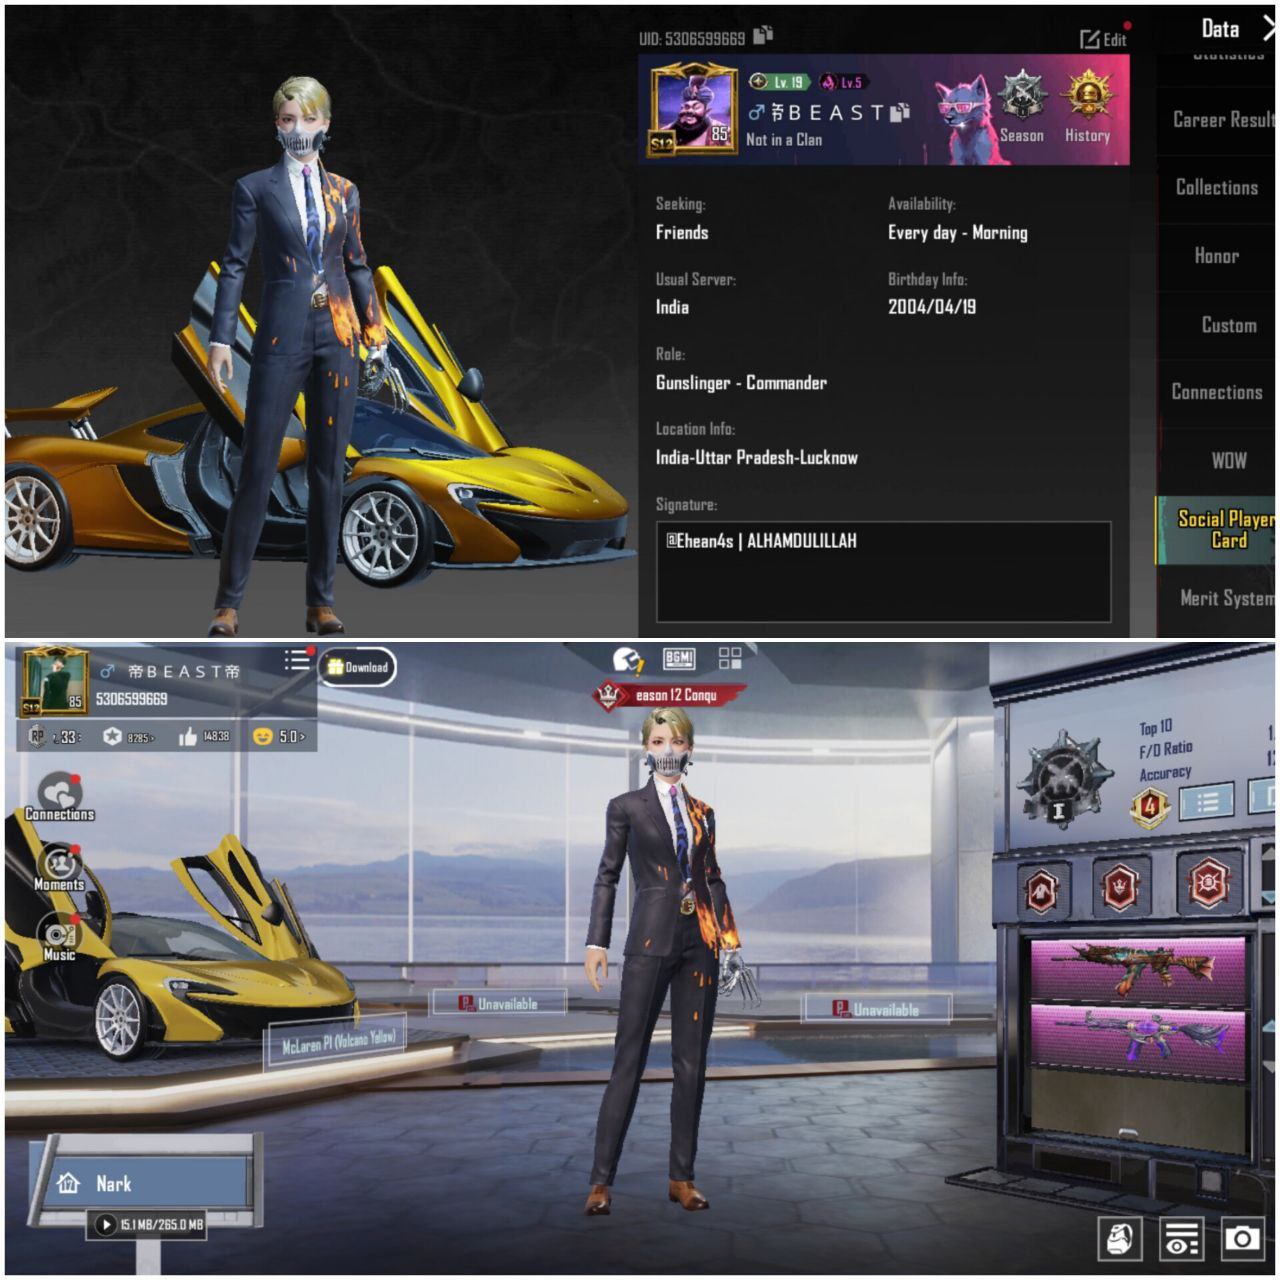 UID: 5306599669
Edit
Data
Statistics
Lv. 19
Lv.5
帝B E A S T
Not in a Clan
85
S12
Season
History
Career Result
Collections
Honor
Custom
Connections
WOW
Social Player
Card
Merit System
Seeking:
Friends
Availability:
Every day - Morning
Usual Server:
India
Birthday Info:
2004/04/19
Role:
Gunslinger - Commander
Location Info:
India-Uttar Pradesh-Lucknow
Signature:
@Ehean4s | ALHAMDULILLAH
帝B E A S T帝
5306599669
S12
85
Download
BGMI
eason 12 Conqu
RP
33
8285
14838
5.0
Connections
Moments
Music
Top 10
F/D Ratio
Accuracy
I
4
Unavailable
Unavailable
McLaren P1 (Volcano Yellow)
17
Nark
15.1 MB/265.0 MB